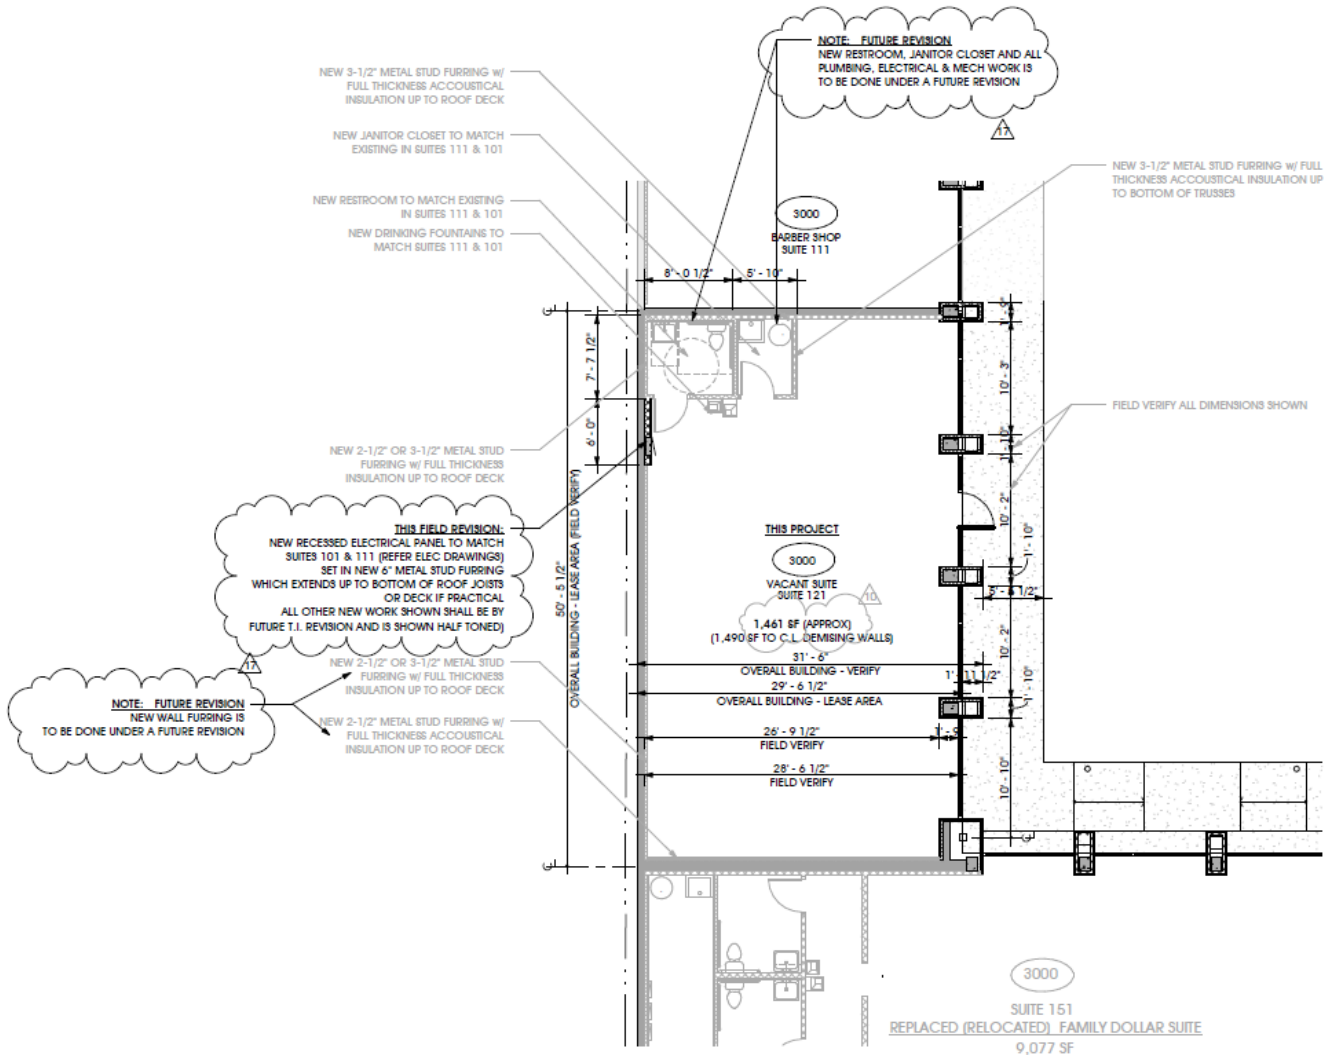 NOTE: FUTURE REVISION
NEW RESTROOM, JANITOR CLOSET AND ALL
PLUMBING, ELECTRICAL & MECH WORK IS
TO BE DONE UNDER A FUTURE REVISION
17
NEW 3-1/2" METAL STUD FURRING w/
FULL THICKNESS ACCOUSTICAL
INSULATION UP TO ROOF DECK
NEW JANITOR CLOSET TO MATCH
EXISTING IN SUITES 111 & 101
NEW RESTROOM TO MATCH EXISTING
IN SUITES 111 & 101
NEW DRINKING FOUNTAINS TO
MATCH SUITES 111 & 101
NEW 3-1/2" METAL STUD FURRING w/ FULL
THICKNESS ACCOUSTICAL INSULATION UP
TO BOTTOM OF TRUSSES
3000
BARBER SHOP
SUITE 111
8' - 0 1/2"
5' - 10"
7' - 7 1/2"
6' - 0"
1' - 9"
10' - 3"
1' - 10"
10' - 2"
1' - 10"
10' - 2"
1' - 10"
10' - 10"
FIELD VERIFY ALL DIMENSIONS SHOWN
NEW 2-1/2" OR 3-1/2" METAL STUD
FURRING w/ FULL THICKNESS
INSULATION UP TO ROOF DECK
50' - 5 1/2"
OVERALL BUILDING - LEASE AREA (FIELD VERIFY)
THIS FIELD REVISION:
NEW RECESSED ELECTRICAL PANEL TO MATCH
SUITES 101 & 111 (REFER ELEC DRAWINGS)
SET IN NEW 6" METAL STUD FURRING
WHICH EXTENDS UP TO BOTTOM OF ROOF JOISTS
OR DECK IF PRACTICAL
ALL OTHER NEW WORK SHOWN SHALL BE BY
FUTURE T.I. REVISION AND IS SHOWN HALF TONED)
17
THIS PROJECT
3000
VACANT SUITE
SUITE 121
10
1,461 SF (APPROX)
(1,490 SF TO C.L. DEMISING WALLS)
31' - 6"
OVERALL BUILDING - VERIFY
1' - 11 1/2"
29' - 6 1/2"
OVERALL BUILDING - LEASE AREA
26' - 9 1/2"
FIELD VERIFY
1' - 9
28' - 6 1/2"
FIELD VERIFY
NEW 2-1/2" OR 3-1/2" METAL STUD
FURRING w/ FULL THICKNESS
INSULATION UP TO ROOF DECK
NOTE: FUTURE REVISION
NEW WALL FURRING IS
TO BE DONE UNDER A FUTURE REVISION
NEW 2-1/2" METAL STUD FURRING w/
FULL THICKNESS ACCOUSTICAL
INSULATION UP TO ROOF DECK
3000
SUITE 151
REPLACED (RELOCATED) FAMILY DOLLAR SUITE
9,077 SF